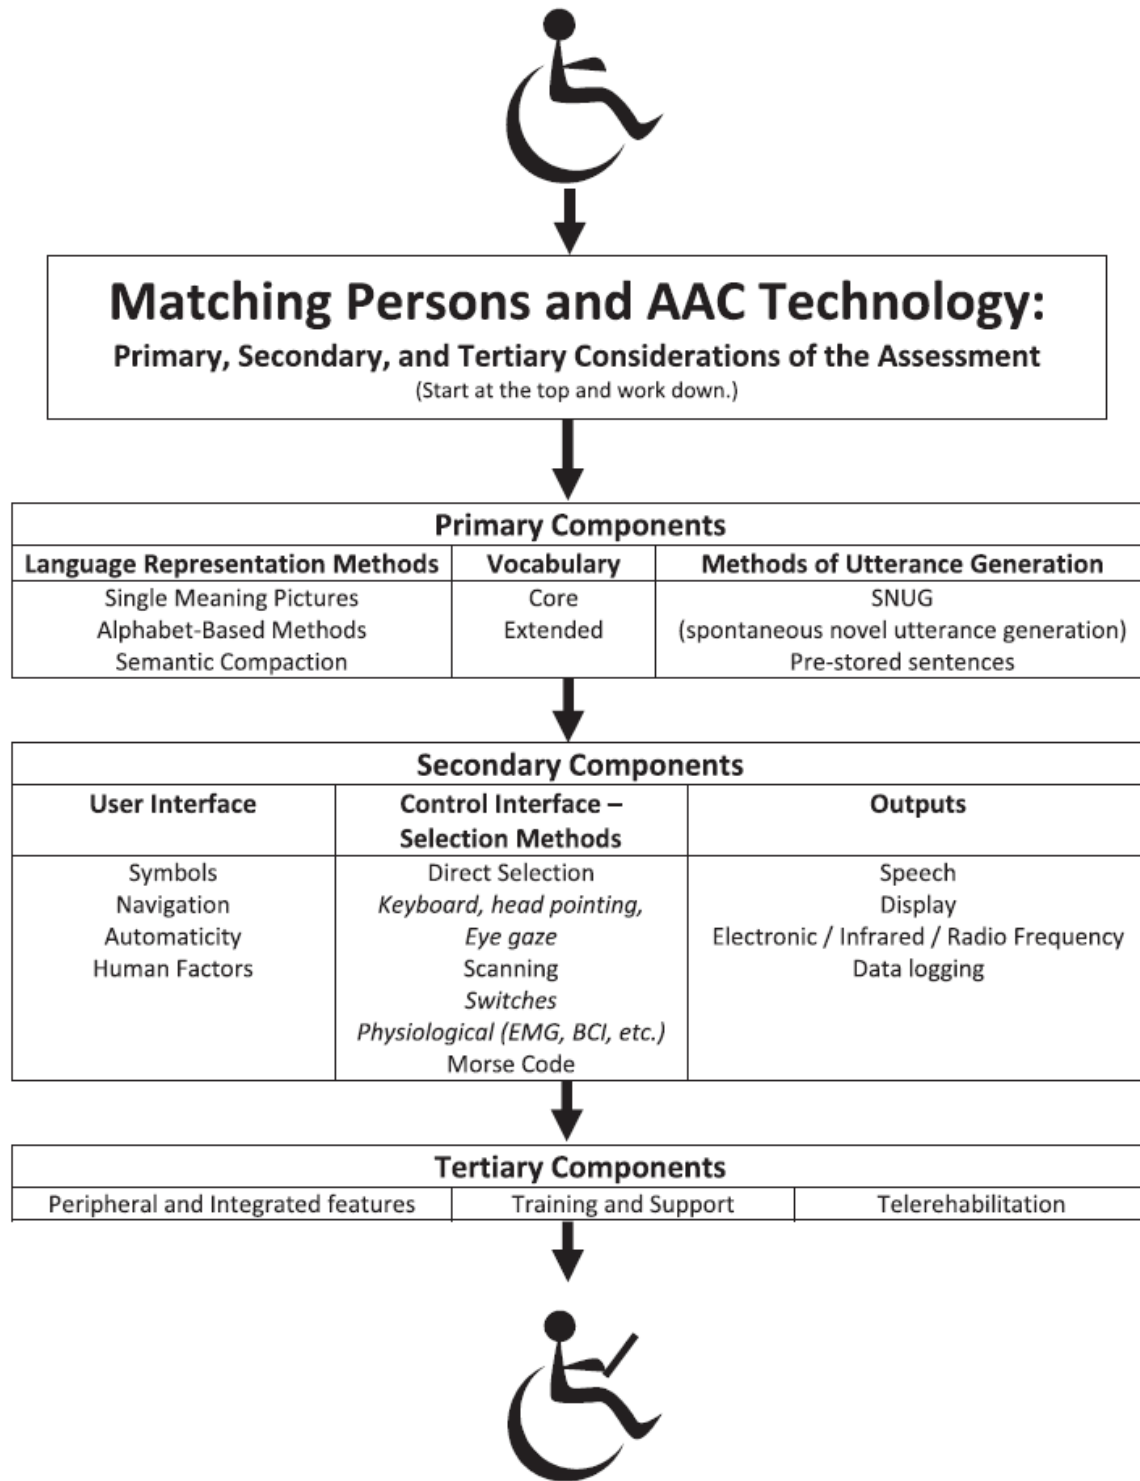 Matching Persons and AAC Technology:
Primary, Secondary, and Tertiary Considerations of the Assessment
(Start at the top and work down.)
Primary Components
Language Representation Methods
Single Meaning Pictures
Alphabet-Based Methods
Semantic Compaction
Vocabulary
Core
Extended
Methods of Utterance Generation
SNUG
(spontaneous novel utterance generation)
Pre-stored sentences
Secondary Components
User Interface
Symbols
Navigation
Automaticity
Human Factors
Control Interface –
Selection Methods
Direct Selection
Keyboard, head pointing,
Eye gaze
Scanning
Switches
Physiological (EMG, BCI, etc.)
Morse Code
Outputs
Speech
Display
Electronic / Infrared / Radio Frequency
Data logging
Tertiary Components
Peripheral and Integrated features
Training and Support
Telerehabilitation